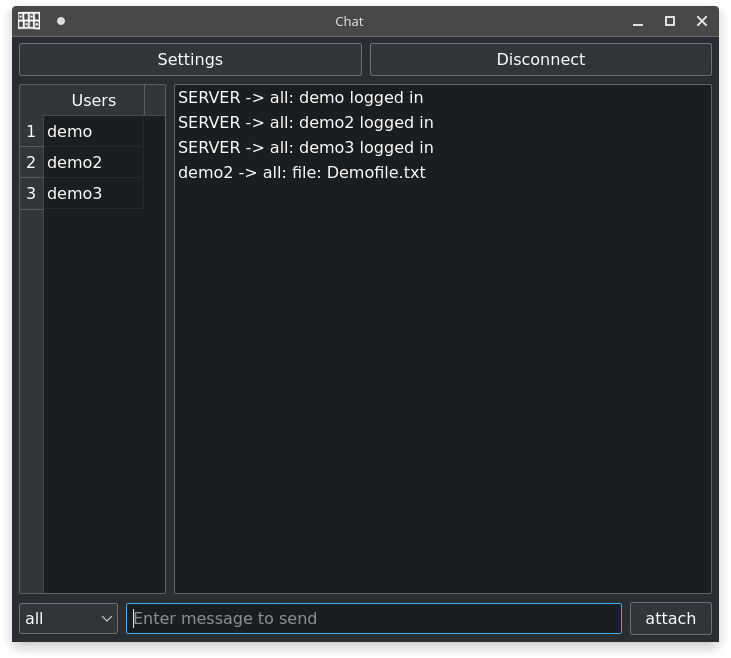 Chat
Settings
Disconnect
Users
1 demo
2 demo2
3 demo3
SERVER -> all: demo logged in
SERVER -> all: demo2 logged in
SERVER -> all: demo3 logged in
demo2 -> all: file: Demofile.txt
all
Enter message to send
attach